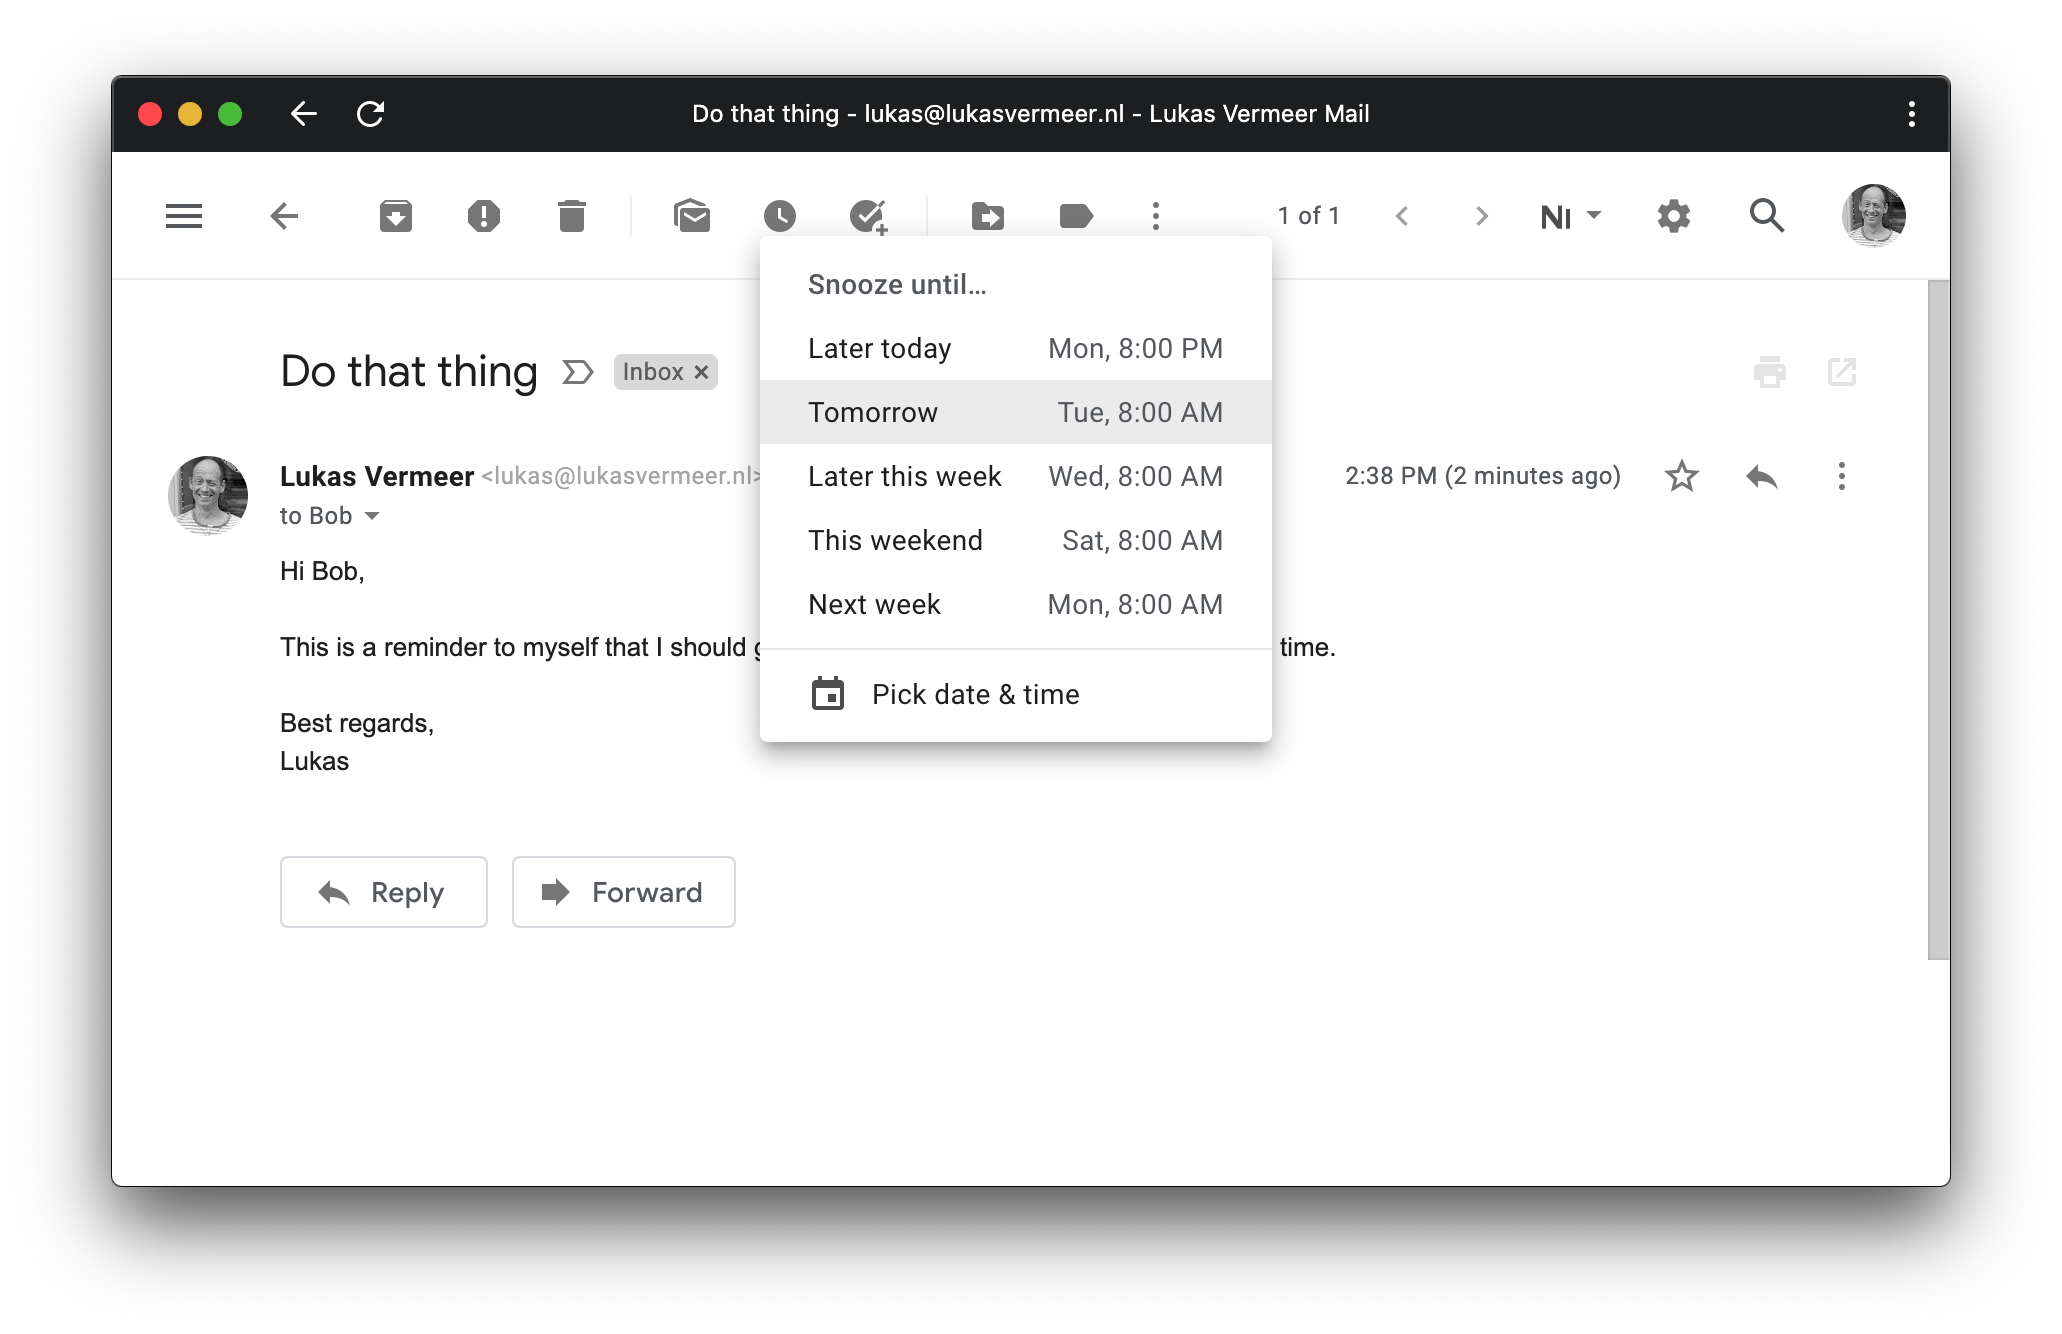 Do that thing - lukas@lukasvermeer.nl - Lukas Vermeer Mail
1 of 1
Snooze until...
Later today Mon, 8:00 PM
Tomorrow Tue, 8:00 AM
Later this week Wed, 8:00 AM
This weekend Sat, 8:00 AM
Next week Mon, 8:00 AM
Pick date & time
Do that thing Inbox ×
Lukas Vermeer <lukas@lukasvermeer.nl> 2:38 PM (2 minutes ago)
to Bob
Hi Bob,
This is a reminder to myself that I should time.
Best regards,
Lukas
Reply Forward